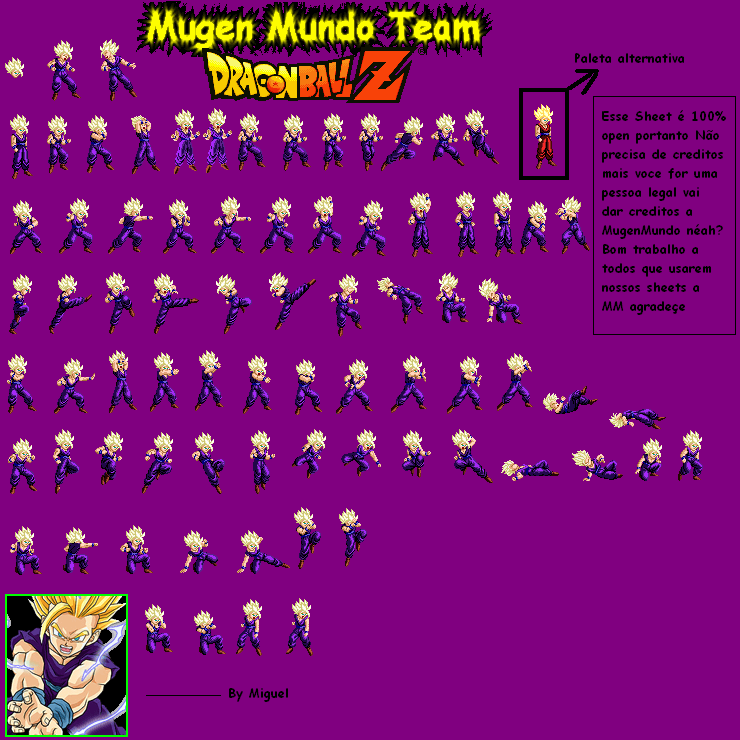 Mugen Mundo Team
DRAGONBALL Z
Paleta alternativa
Esse Sheet é 100%
open portanto Não
precisa de creditos
mais voce for uma
pessoa legal vai
dar creditos a
MugenMundo néah?
Bom trabalho a
todos que usarem
nossos sheets a
MM agradeçe
By Miguel